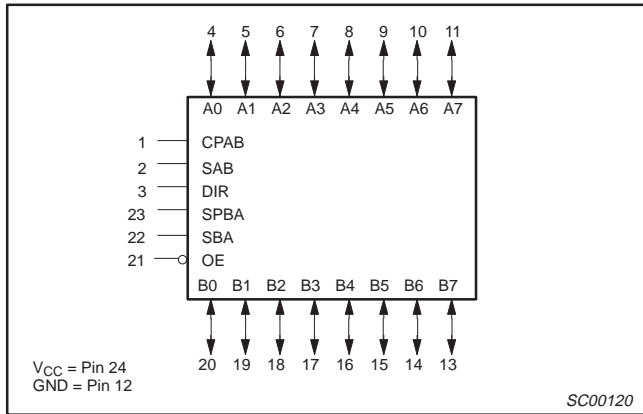 4 5 6 7 8 9 10 11
A0 A1 A2 A3 A4 A5 A6 A7
1 CPAB
2 SAB
3 DIR
23 SPBA
22 SBA
21 OE
B0 B1 B2 B3 B4 B5 B6 B7
20 19 18 17 16 15 14 13
VCC = Pin 24
GND = Pin 12
SC00120